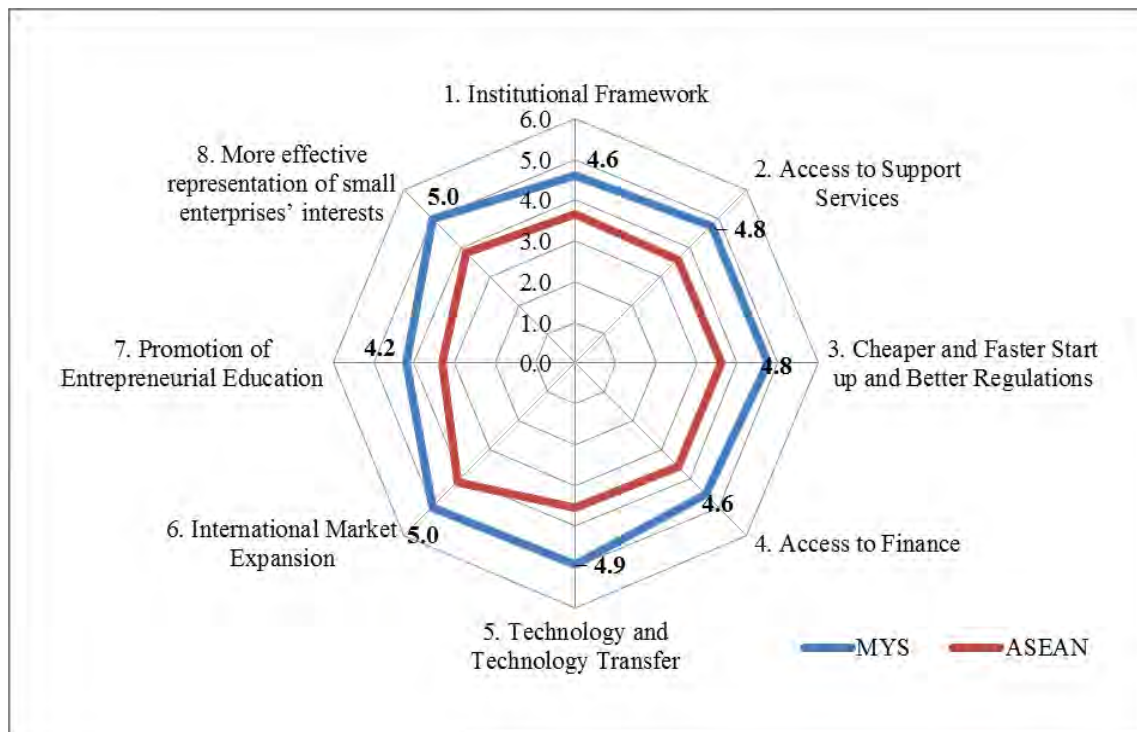 1. Institutional Framework
6.0
5.0
4.0
3.0
2.0
1.0
0.0
4.6
2. Access to Support
Services
4.8
3. Cheaper and Faster Start
up and Better Regulations
4.8
4. Access to Finance
4.6
5. Technology and
Technology Transfer
4.9
6. International Market
Expansion
5.0
7. Promotion of
Entrepreneurial Education
4.2
8. More effective
representation of small
enterprises’ interests
5.0
MYS
ASEAN